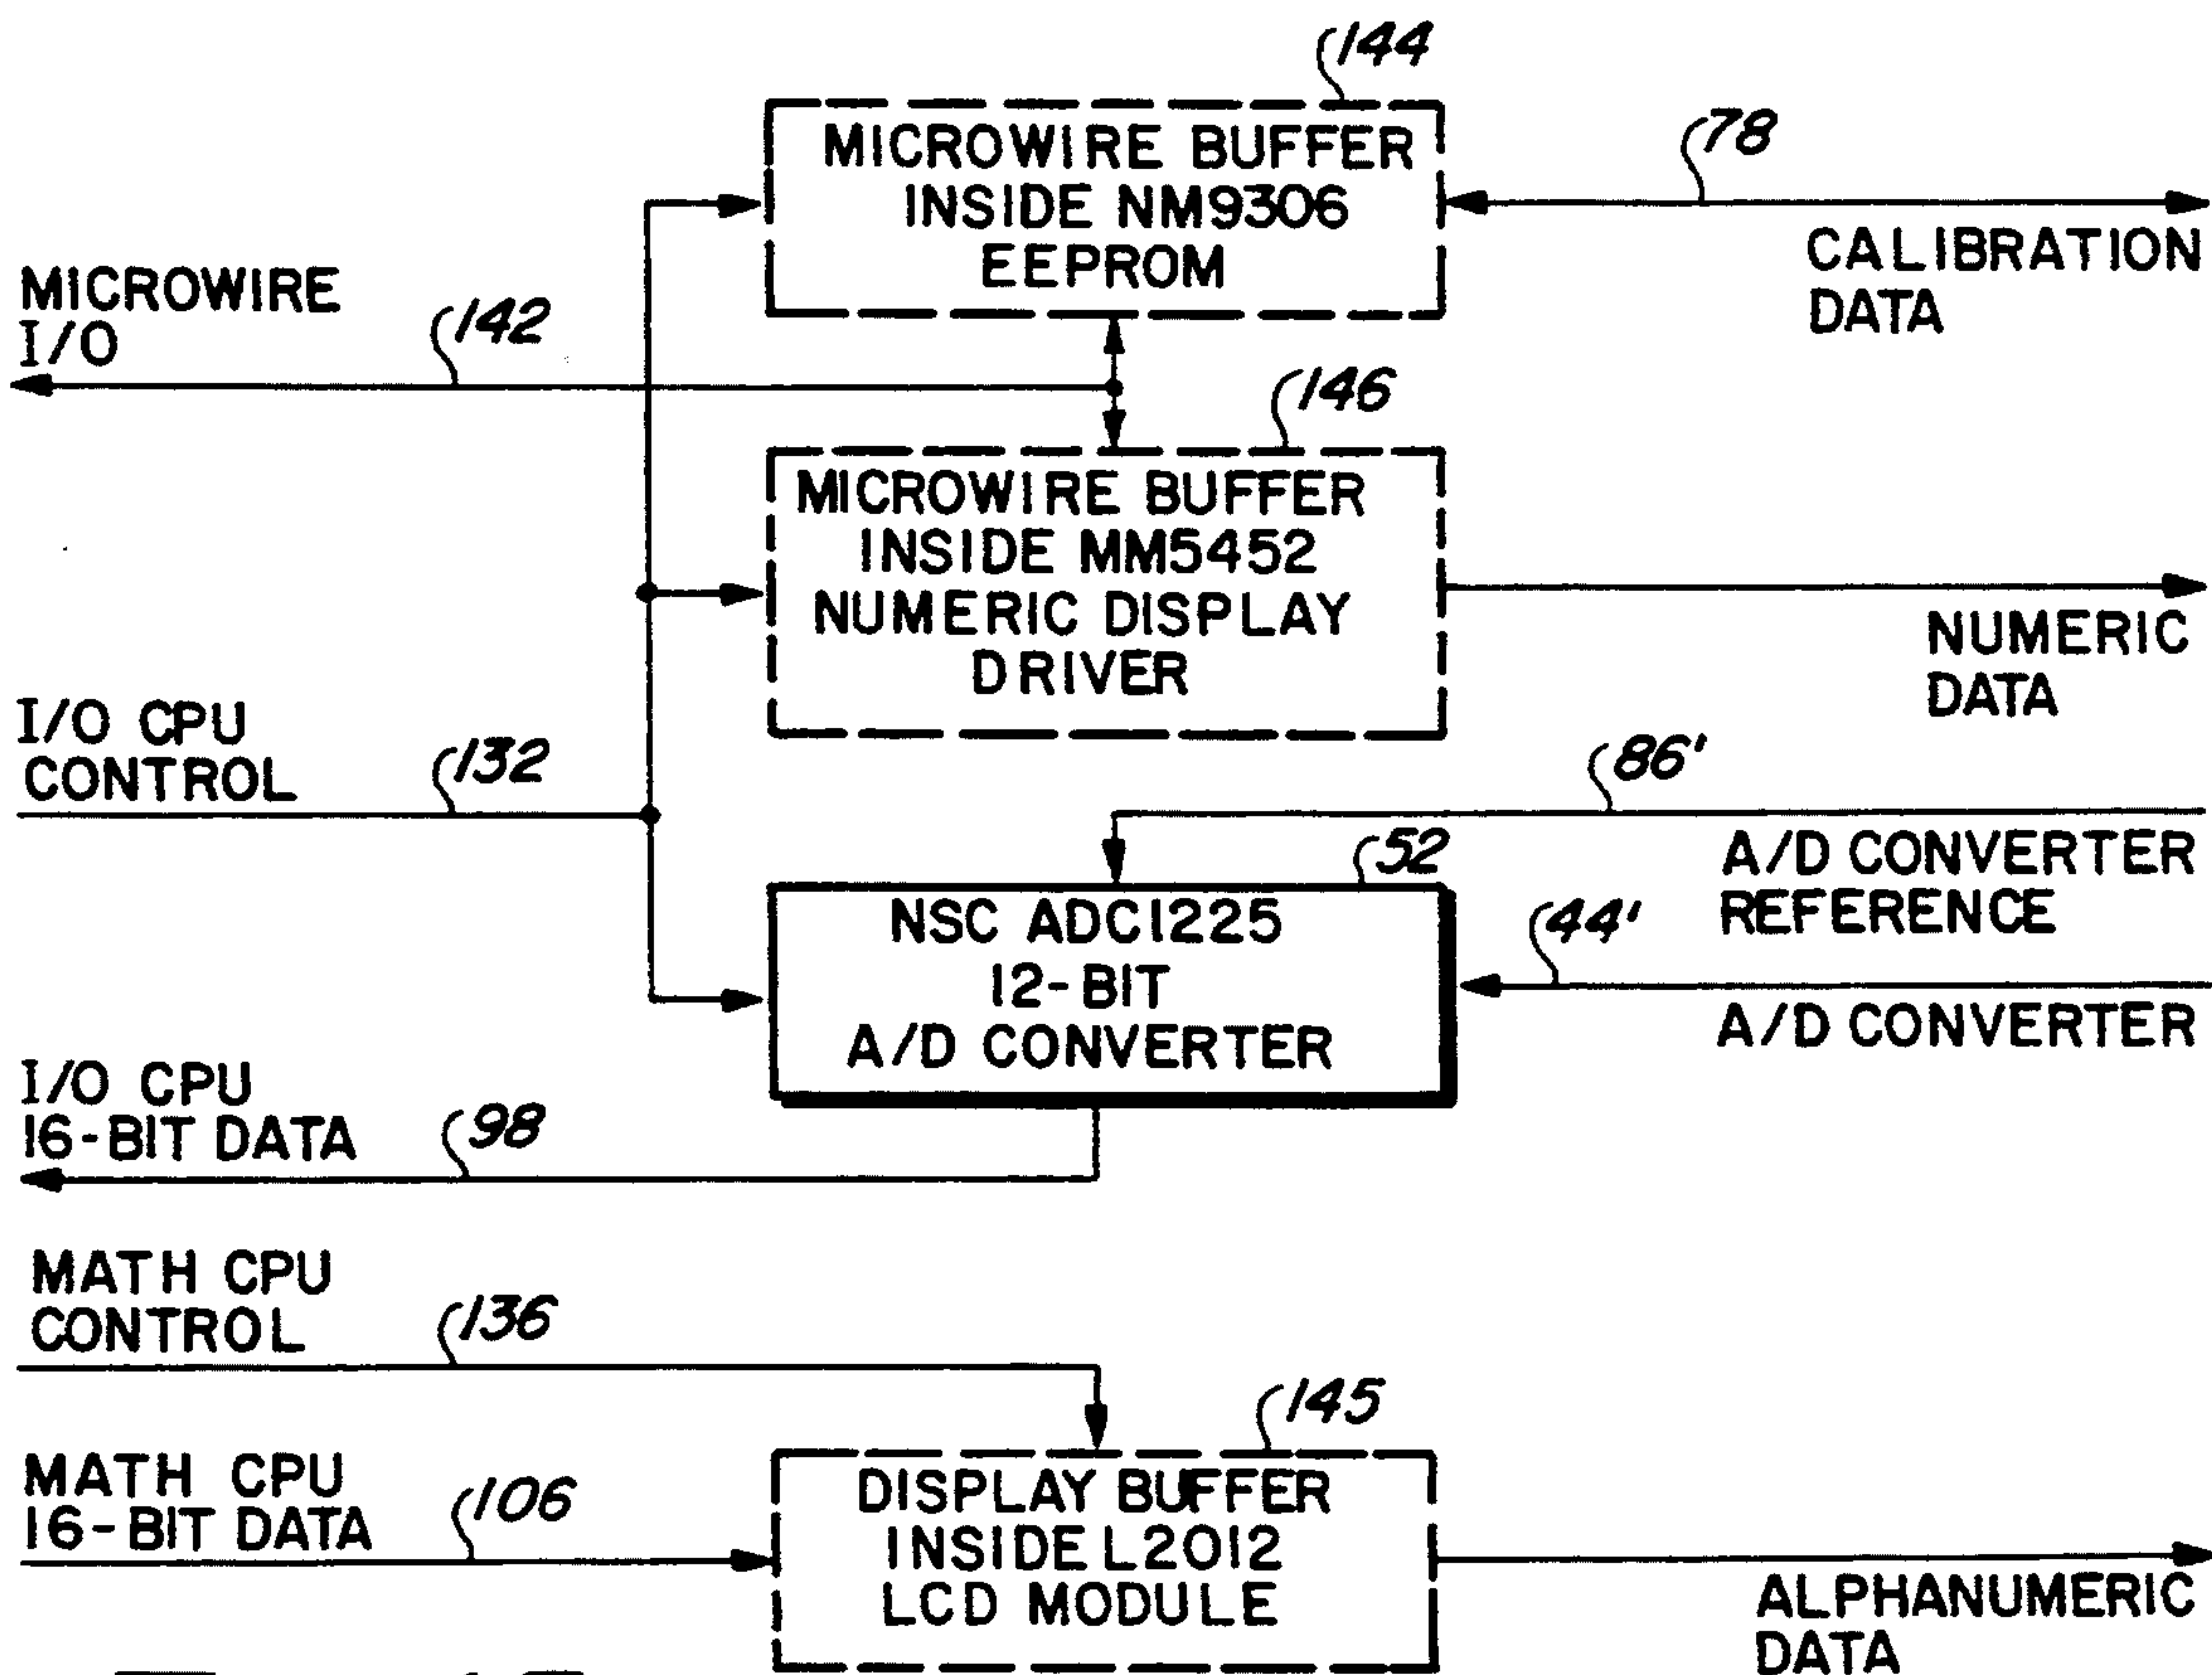 144
MICROWIRE BUFFER
INSIDE NM9306
EEPROM
78
CALIBRATION
DATA
MICROWIRE
I/O
142
146
MICROWIRE BUFFER
INSIDE MM5452
NUMERIC DISPLAY
DRIVER
NUMERIC
DATA
I/O CPU
CONTROL
132
86'
A/D CONVERTER
REFERENCE
52
NSC ADC1225
12-BIT
A/D CONVERTER
44'
A/D CONVERTER
I/O CPU
16-BIT DATA
98
MATH CPU
CONTROL
136
145
MATH CPU
16-BIT DATA
106
DISPLAY BUFFER
INSIDE L2012
LCD MODULE
ALPHANUMERIC
DATA